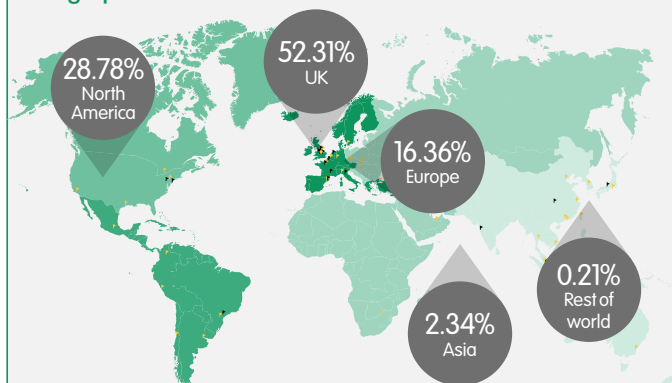 28.78%
North
America
52.31%
UK
16.36%
Europe
2.34%
Asia
0.21%
Rest of
world